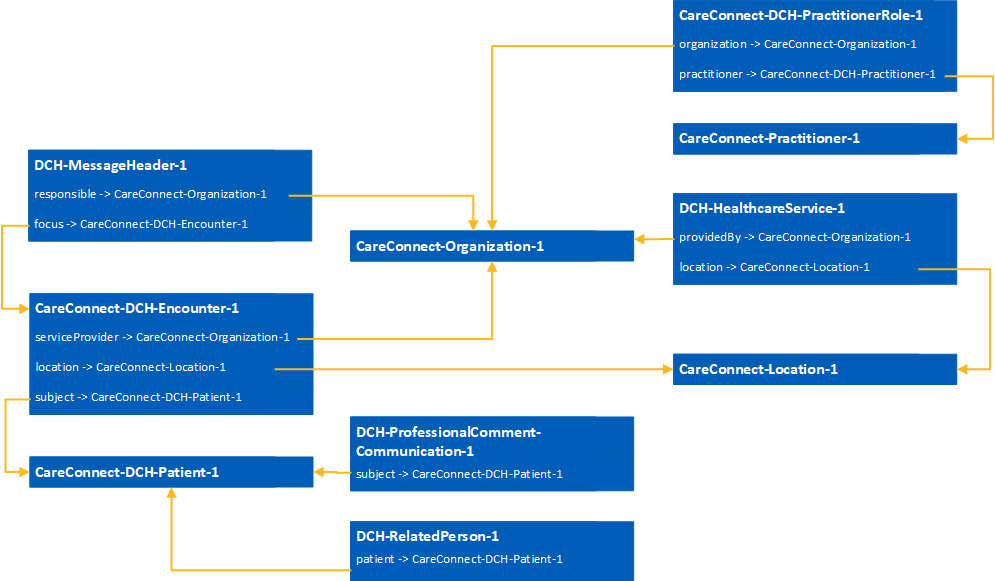 CareConnect-DCH-PractitionerRole-1
organization -> CareConnect-Organization-1
practitioner -> CareConnect-DCH-Practitioner-1
CareConnect-Practitioner-1
DCH-MessageHeader-1
responsible -> CareConnect-Organization-1
focus -> CareConnect-DCH-Encounter-1
DCH-HealthcareService-1
providedBy -> CareConnect-Organization-1
location -> CareConnect-Location-1
CareConnect-Organization-1
CareConnect-DCH-Encounter-1
serviceProvider -> CareConnect-Organization-1
location -> CareConnect-Location-1
subject -> CareConnect-DCH-Patient-1
CareConnect-Location-1
DCH-ProfessionalComment-
Communication-1
subject -> CareConnect-DCH-Patient-1
CareConnect-DCH-Patient-1
DCH-RelatedPerson-1
patient -> CareConnect-DCH-Patient-1